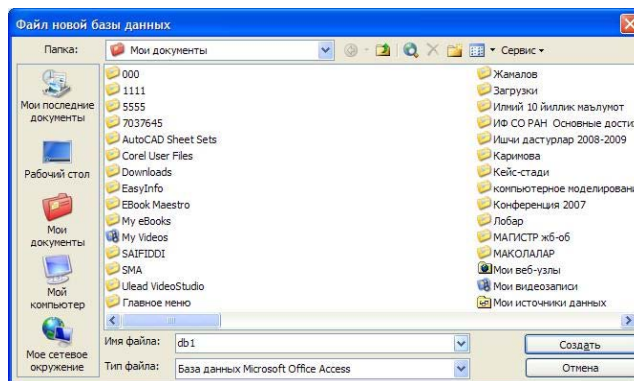 Файл новой базы данных
Папка:
Мои документы
Сервис
Мои последние документы
Рабочий стол
Мои документы
Мой компьютер
Мое сетевое окружение
000
1111
5555
7037645
AutoCAD Sheet Sets
Corel User Files
Downloads
EasyInfo
EBook Maestro
My eBooks
My Videos
SAIFIDDI
SMA
Ulead VideoStudio
Главное меню
Жамалов
Загрузки
Илмий 10 йиллик маълумот
ИФ СО РАН Основные дости
Ишчи дастурлар 2008-2009
Каримова
Кейс-стади
компьютерное моделировани
Конференция 2007
Лобар
МАГИСТР жб-об
МАКОЛАЛАР
Мои веб-узлы
Мои видеозаписи
Мои источники данных
Имя файла:
db1
Создать
Тип файла:
База данных Microsoft Office Access
Отмена